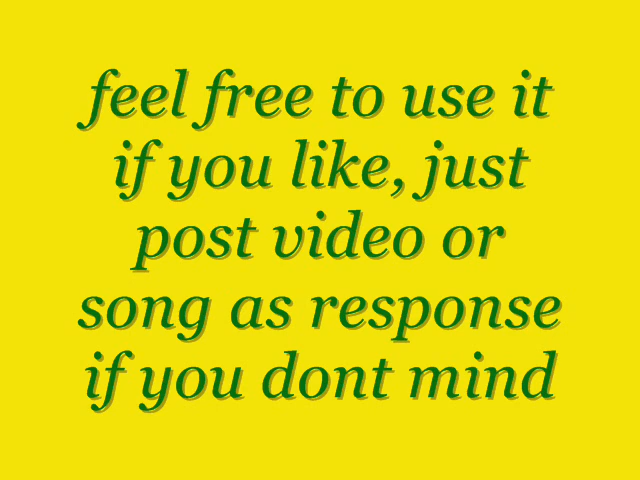 feel free to use it
if you like, just
post video or
song as response
if you dont mind